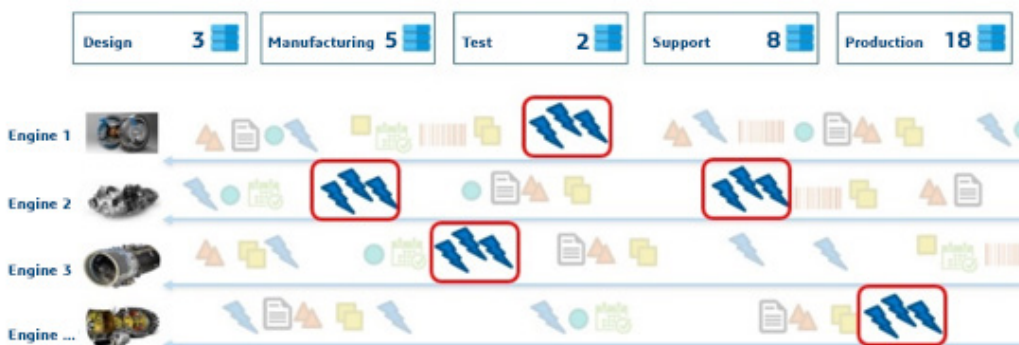 Design 3
Manufacturing 5
Test 2
Support 8
Production 18
Engine 1
Engine 2
Engine 3
Engine ...